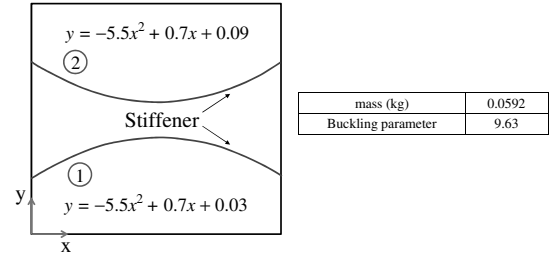 y = −5.5x² + 0.7x + 0.09
②
Stiffener
①
y = −5.5x² + 0.7x + 0.03
y
x
mass (kg) 0.0592
Buckling parameter 9.63